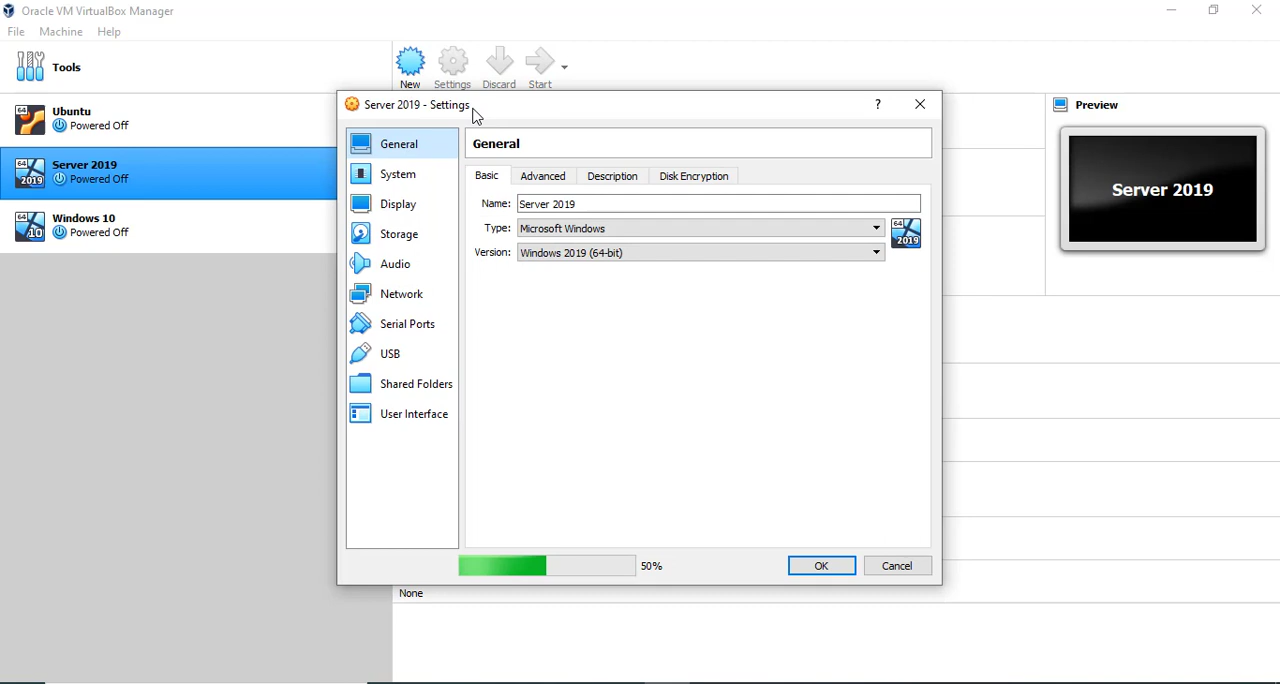 Oracle VM VirtualBox Manager
File Machine Help
Tools
New Settings Discard Start
64
Ubuntu
Powered Off
64
2019
Server 2019
Powered Off
64
10
Windows 10
Powered Off
Server 2019 - Settings
?
General
System
Display
Storage
Audio
Network
Serial Ports
USB
Shared Folders
User Interface
General
Basic Advanced Description Disk Encryption
Name: Server 2019
Type: Microsoft Windows
Version: Windows 2019 (64-bit)
64
2019
50%
OK Cancel
None
Preview
Server 2019